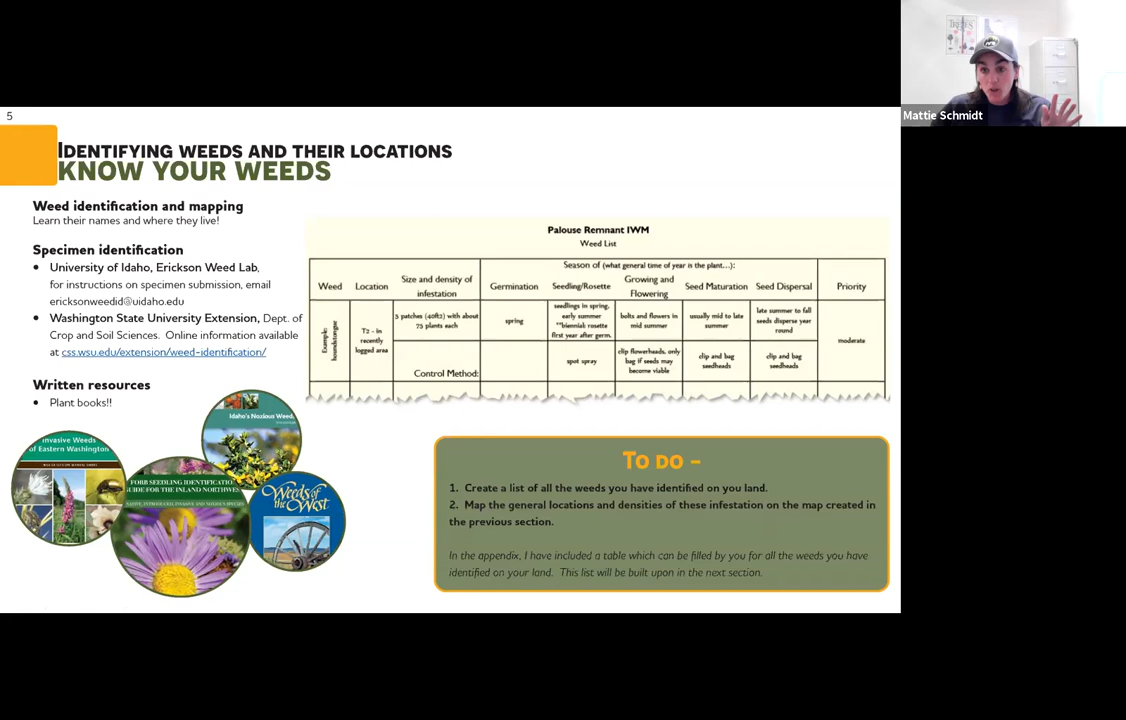 Mattie Schmidt
5
IDENTIFYING WEEDS AND THEIR LOCATIONS
KNOW YOUR WEEDS
Weed identification and mapping
Learn their names and where they live!
Specimen identification
• University of Idaho, Erickson Weed Lab,
for instructions on specimen submission, email
ericksonweedid@uidaho.edu
• Washington State University Extension, Dept. of
Crop and Soil Sciences. Online information available
at css.wsu.edu/extension/weed-identification/
Written resources
• Plant books!!
Invasive Weeds
of Eastern Washington
Idaho's Noxious Weeds
FORB SEEDLING IDENTIFICATION
GUIDE FOR THE INLAND NORTHWEST
Weeds of
the West
Palouse Remnant IWM
Weed List
Season of (what general time of year is the plant...):
Weed Location Size and density of infestation Germination Seedling/Rosette Growing and Flowering Seed Maturation Seed Dispersal Priority
Example:
houndstongue
T2 - in
recently
logged area
5 patches (40ft2) with about
75 plants each
spring
seedlings in spring,
early summer
**biennial: rosette
first year after germ.
bolts and flowers in
mid summer
usually mid to late
summer
late summer to fall
seeds disperse year
round
moderate
Control Method:
spot spray
clip flowerheads, only
bag if seeds may
become viable
clip and bag
seedheads
clip and bag
seedheads
TO DO –
1. Create a list of all the weeds you have identified on you land.
2. Map the general locations and densities of these infestation on the map created in
the previous section.
In the appendix, I have included a table which can be filled by you for all the weeds you have
identified on your land. This list will be built upon in the next section.